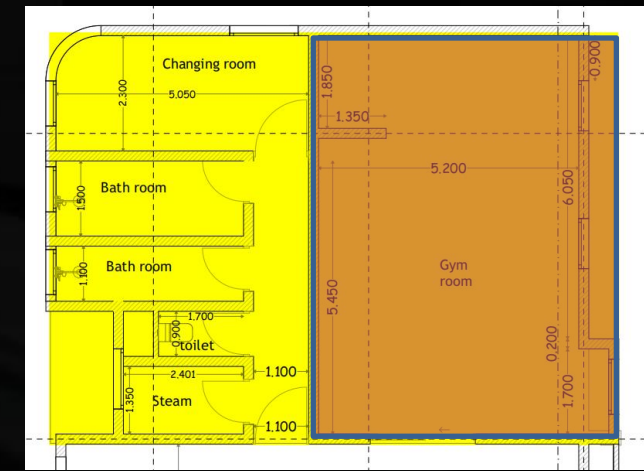 Changing room
5.050
2.300
1.850
0.900
1.350
5.200
6.050
Bath room
1.500
Bath room
1.100
Gym
room
5.450
1.700
0.900
toilet
0.200
2.401
1.100
1.350
Steam
1.700
1.100